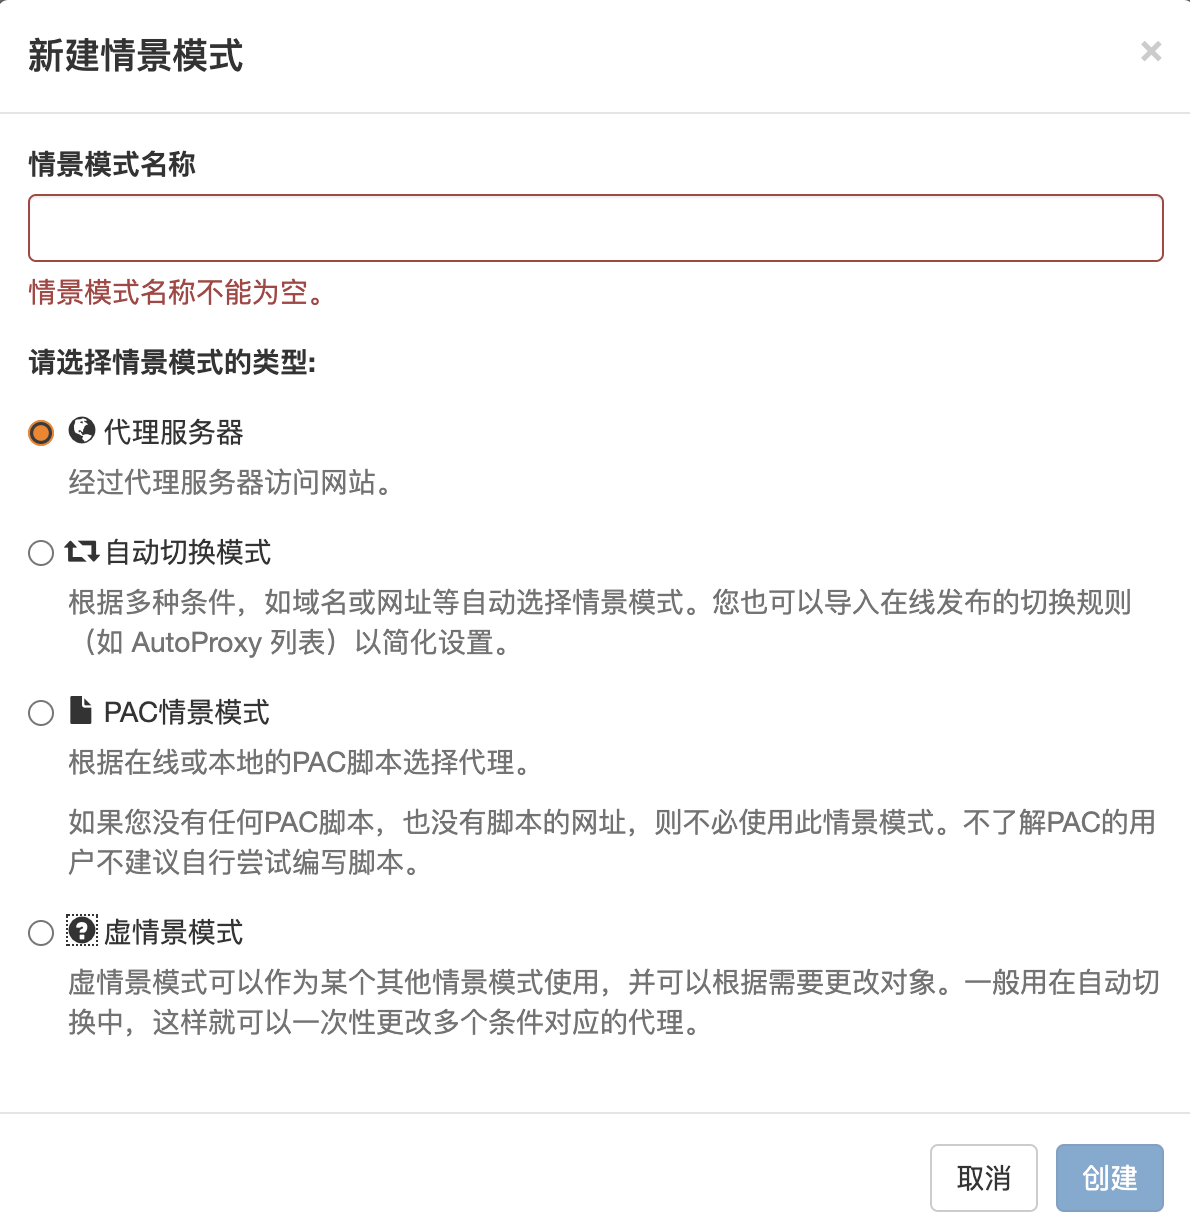 新建情景模式
×
情景模式名称
情景模式名称不能为空。
请选择情景模式的类型:
代理服务器
经过代理服务器访问网站。
自动切换模式
根据多种条件，如域名或网址等自动选择情景模式。您也可以导入在线发布的切换规则
（如 AutoProxy 列表）以简化设置。
PAC情景模式
根据在线或本地的PAC脚本选择代理。
如果您没有任何PAC脚本，也没有脚本的网址，则不必使用此情景模式。不了解PAC的用
户不建议自行尝试编写脚本。
虚情景模式
虚情景模式可以作为某个其他情景模式使用，并可以根据需要更改对象。一般用在自动切
换中，这样就可以一次性更改多个条件对应的代理。
取消
创建